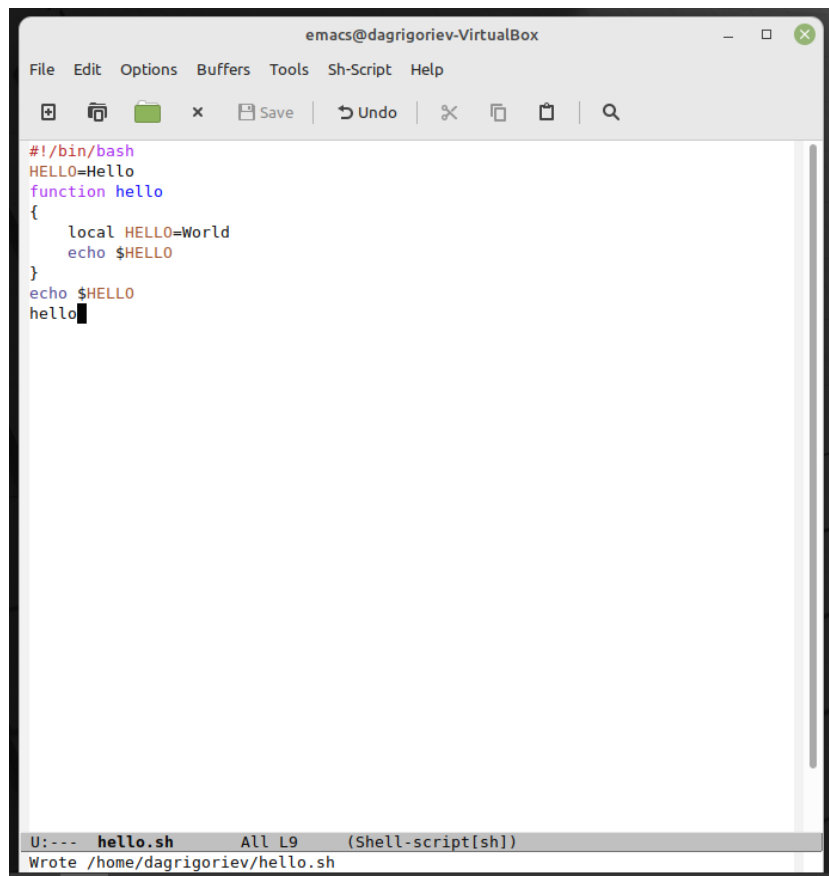 emacs@dagrigoriev-VirtualBox
File Edit Options Buffers Tools Sh-Script Help
Save Undo
#!/bin/bash
HELLO=Hello
function hello
{
    local HELLO=World
    echo $HELLO
}
echo $HELLO
hello
U:---  hello.sh       All L9     (Shell-script[sh])
Wrote /home/dagrigoriev/hello.sh